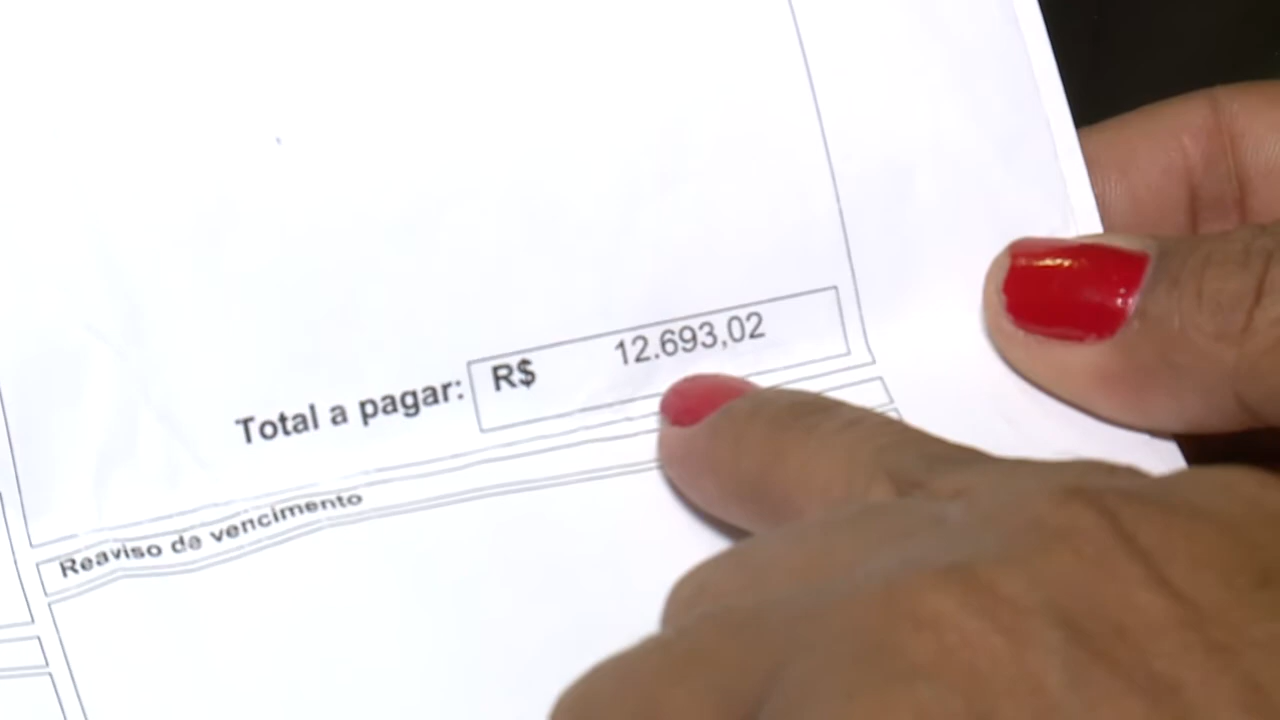 Total a pagar: R$ 12.693,02
Reaviso de vencimento